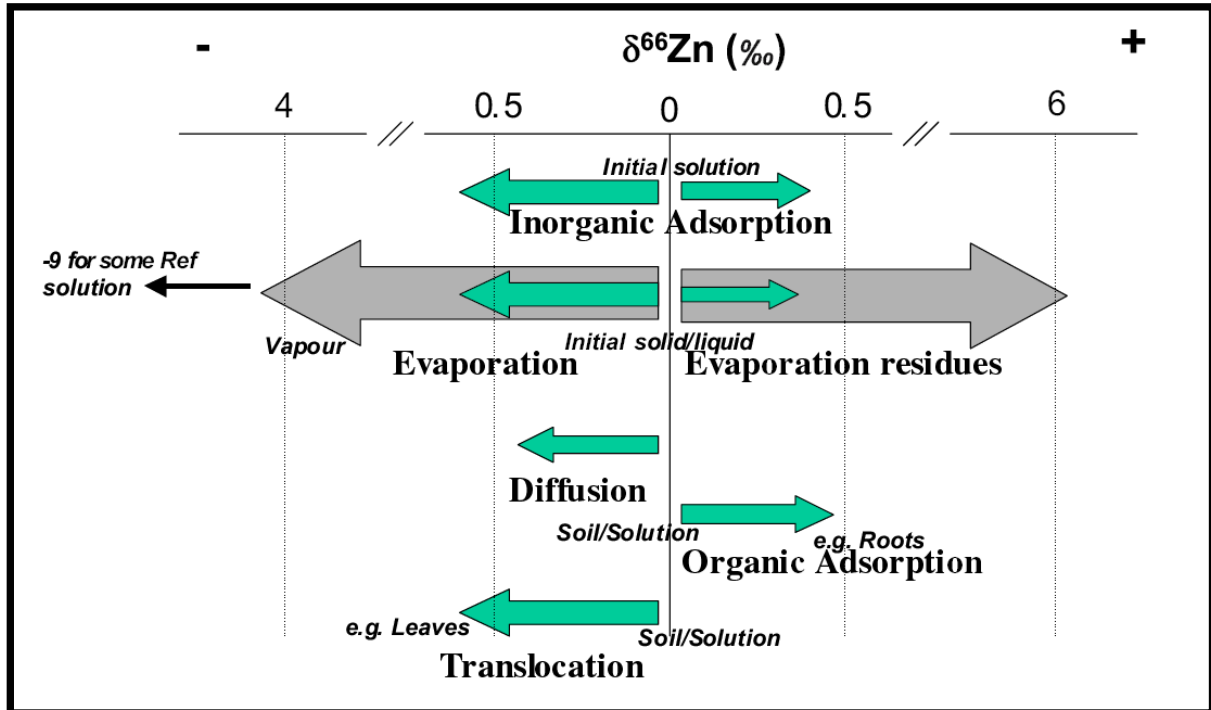 - δ66Zn (‰) +
4 0.5 0 0.5 6
Initial solution
Inorganic Adsorption
-9 for some Ref
solution
Vapour
Initial solid/liquid
Evaporation
Evaporation residues
Diffusion
Soil/Solution
e.g. Roots
Organic Adsorption
e.g. Leaves
Soil/Solution
Translocation